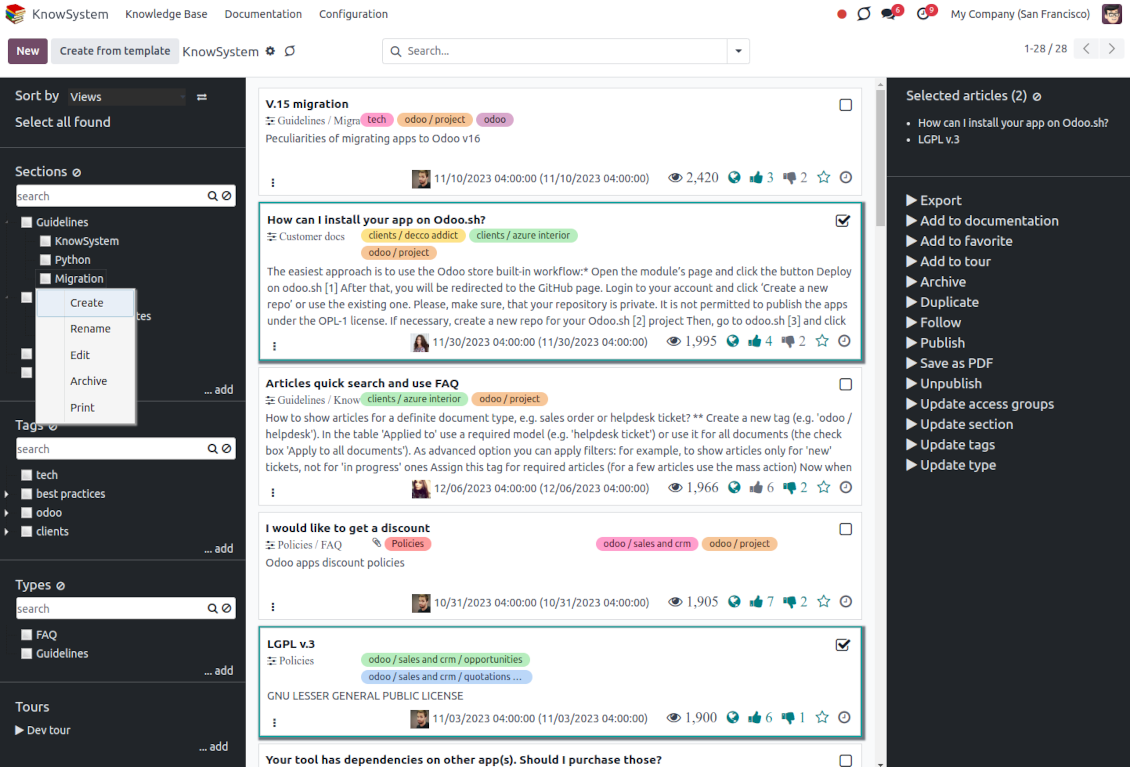 KnowSystem Knowledge Base Documentation Configuration 6 9 My Company (San Francisco)
New Create from template KnowSystem Search... 1-28 / 28
Sort by Views
Select all found
Sections
search
Guidelines
KnowSystem
Python
Migration
Create
Rename
Edit
Archive
Print
tes
... add
Tags
search
tech
best practices
odoo
clients
... add
Types
search
FAQ
Guidelines
... add
Tours
Dev tour
... add
V.15 migration
Guidelines / Migra tech odoo / project odoo
Peculiarities of migrating apps to Odoo v16
11/10/2023 04:00:00 (11/10/2023 04:00:00) 2,420 3 2
How can I install your app on Odoo.sh?
Customer docs clients / decco addict clients / azure interior
odoo / project
The easiest approach is to use the Odoo store built-in workflow:* Open the module's page and click the button Deploy
on odoo.sh [1] After that, you will be redirected to the GitHub page. Login to your account and click 'Create a new
repo' or use the existing one. Please, make sure, that your repository is private. It is not permitted to publish the apps
under the OPL-1 license. If necessary, create a new repo for your Odoo.sh [2] project Then, go to odoo.sh [3] and click
11/30/2023 04:00:00 (11/30/2023 04:00:00) 1,995 4 2
Articles quick search and use FAQ
Guidelines / Know clients / azure interior odoo / project
How to show articles for a definite document type, e.g. sales order or helpdesk ticket? ** Create a new tag (e.g. 'odoo /
helpdesk'). In the table 'Applied to' use a required model (e.g. 'helpdesk ticket') or use it for all documents (the check
box 'Apply to all documents'). As advanced option you can apply filters: for example, to show articles only for 'new'
tickets, not for 'in progress' ones Assign this tag for required articles (for a few articles use the mass action) Now when
12/06/2023 04:00:00 (12/06/2023 04:00:00) 1,966 6 2
I would like to get a discount
Policies / FAQ Policies odoo / sales and crm odoo / project
Odoo apps discount policies
10/31/2023 04:00:00 (10/31/2023 04:00:00) 1,905 7 2
LGPL v.3
Policies odoo / sales and crm / opportunities
odoo / sales and crm / quotations ...
GNU LESSER GENERAL PUBLIC LICENSE
11/03/2023 04:00:00 (11/03/2023 04:00:00) 1,900 6 1
Your tool has dependencies on other app(s). Should I purchase those?
Selected articles (2)
How can I install your app on Odoo.sh?
LGPL v.3
Export
Add to documentation
Add to favorite
Add to tour
Archive
Duplicate
Follow
Publish
Save as PDF
Unpublish
Update access groups
Update section
Update tags
Update type